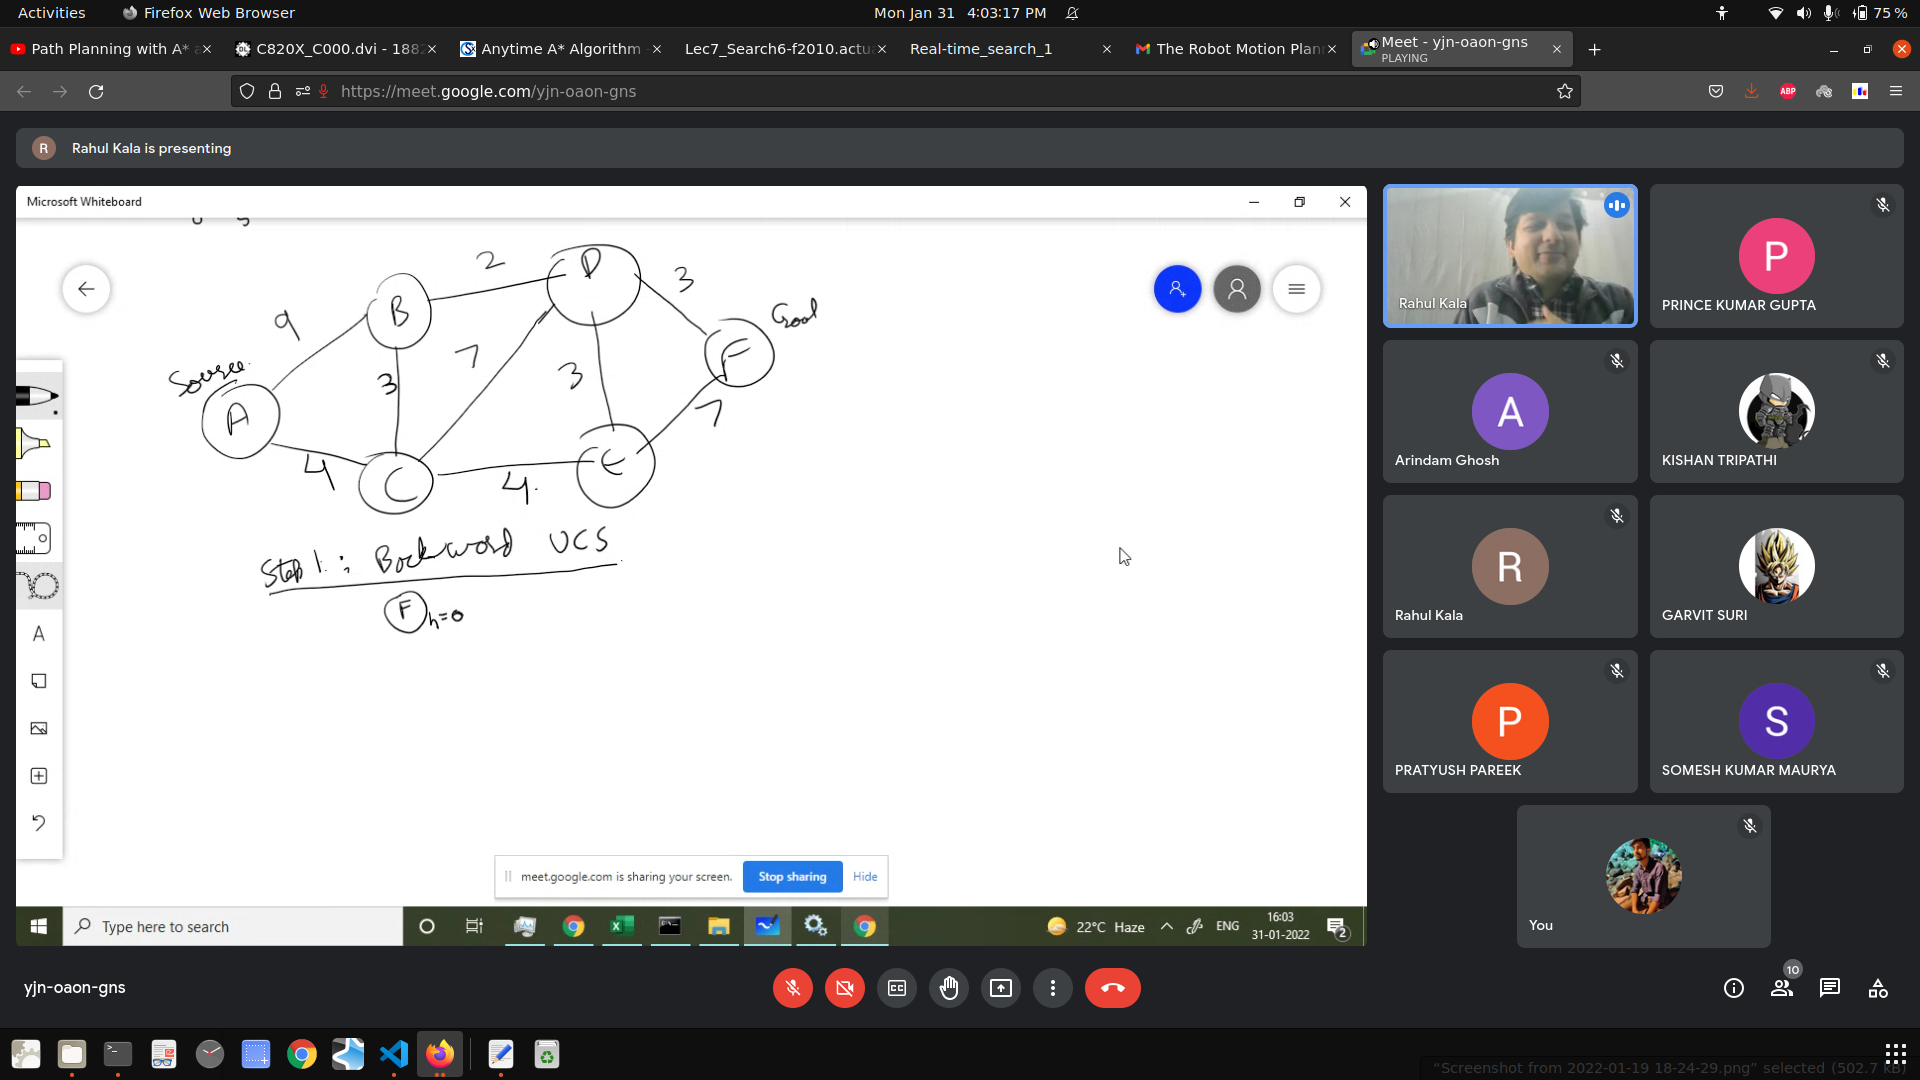 Activities
Firefox Web Browser
Mon Jan 31 4:03:17 PM
75 %
Path Planning with A* a
C820X_C000.dvi - 1882
Anytime A* Algorithm -
Lec7_Search6-f2010.actua
Real-time_search_1
The Robot Motion Plann
Meet - yjn-oaon-gns
PLAYING
https://meet.google.com/yjn-oaon-gns
ABP
R
Rahul Kala is presenting
Microsoft Whiteboard
2
D
3
Goal
B
9
F
7
3
3
Source
A
7
4
C
4.
E
Step 1: Backward UCS
F h=0
A
meet.google.com is sharing your screen.
Stop sharing
Hide
Type here to search
22°C Haze
ENG
16:03
31-01-2022
2
Rahul Kala
P
PRINCE KUMAR GUPTA
A
Arindam Ghosh
KISHAN TRIPATHI
R
Rahul Kala
GARVIT SURI
P
PRATYUSH PAREEK
S
SOMESH KUMAR MAURYA
You
yjn-oaon-gns
10
"Screenshot from 2022-01-19 18-24-29.png" selected (502.7 kB)